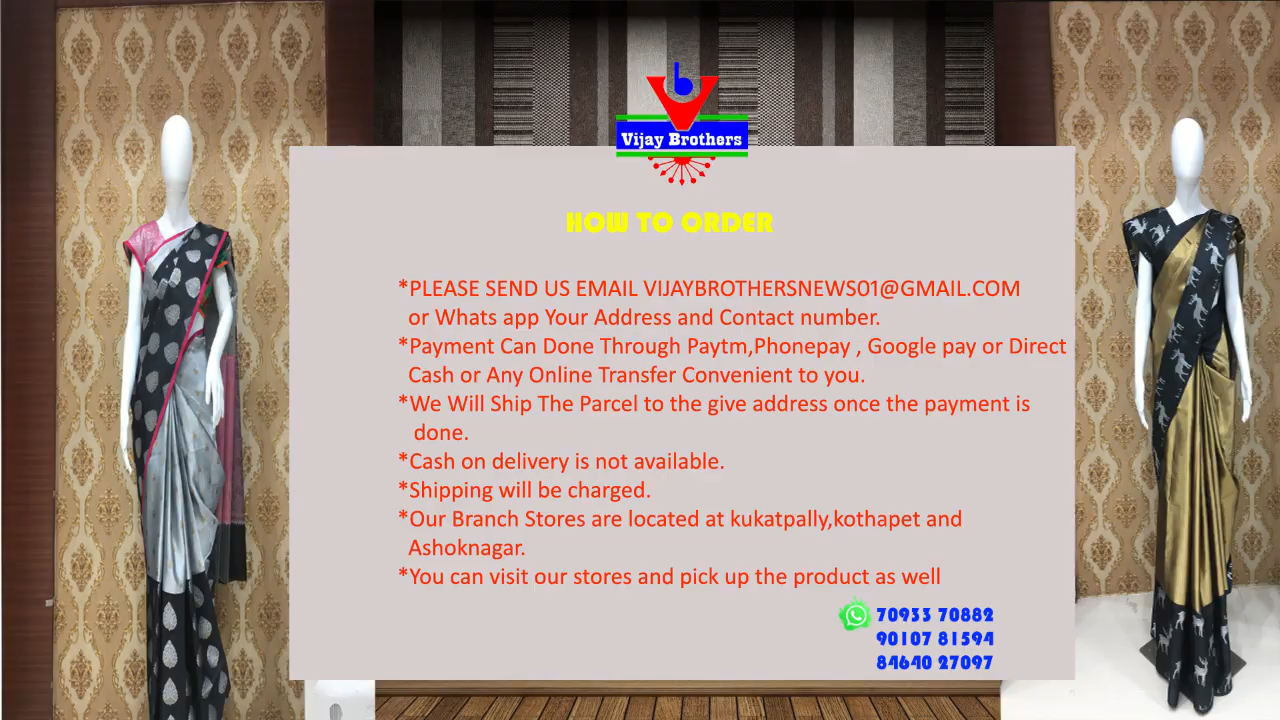 b
Vijay Brothers
HOW TO ORDER
*PLEASE SEND US EMAIL VIJAYBROTHERSNEWS01@GMAIL.COM
or Whats app Your Address and Contact number.
*Payment Can Done Through Paytm,Phonepay , Google pay or Direct
Cash or Any Online Transfer Convenient to you.
*We Will Ship The Parcel to the give address once the payment is
done.
*Cash on delivery is not available.
*Shipping will be charged.
*Our Branch Stores are located at kukatpally,kothapet and
Ashoknagar.
*You can visit our stores and pick up the product as well
70933 70882
90107 81594
84640 27097